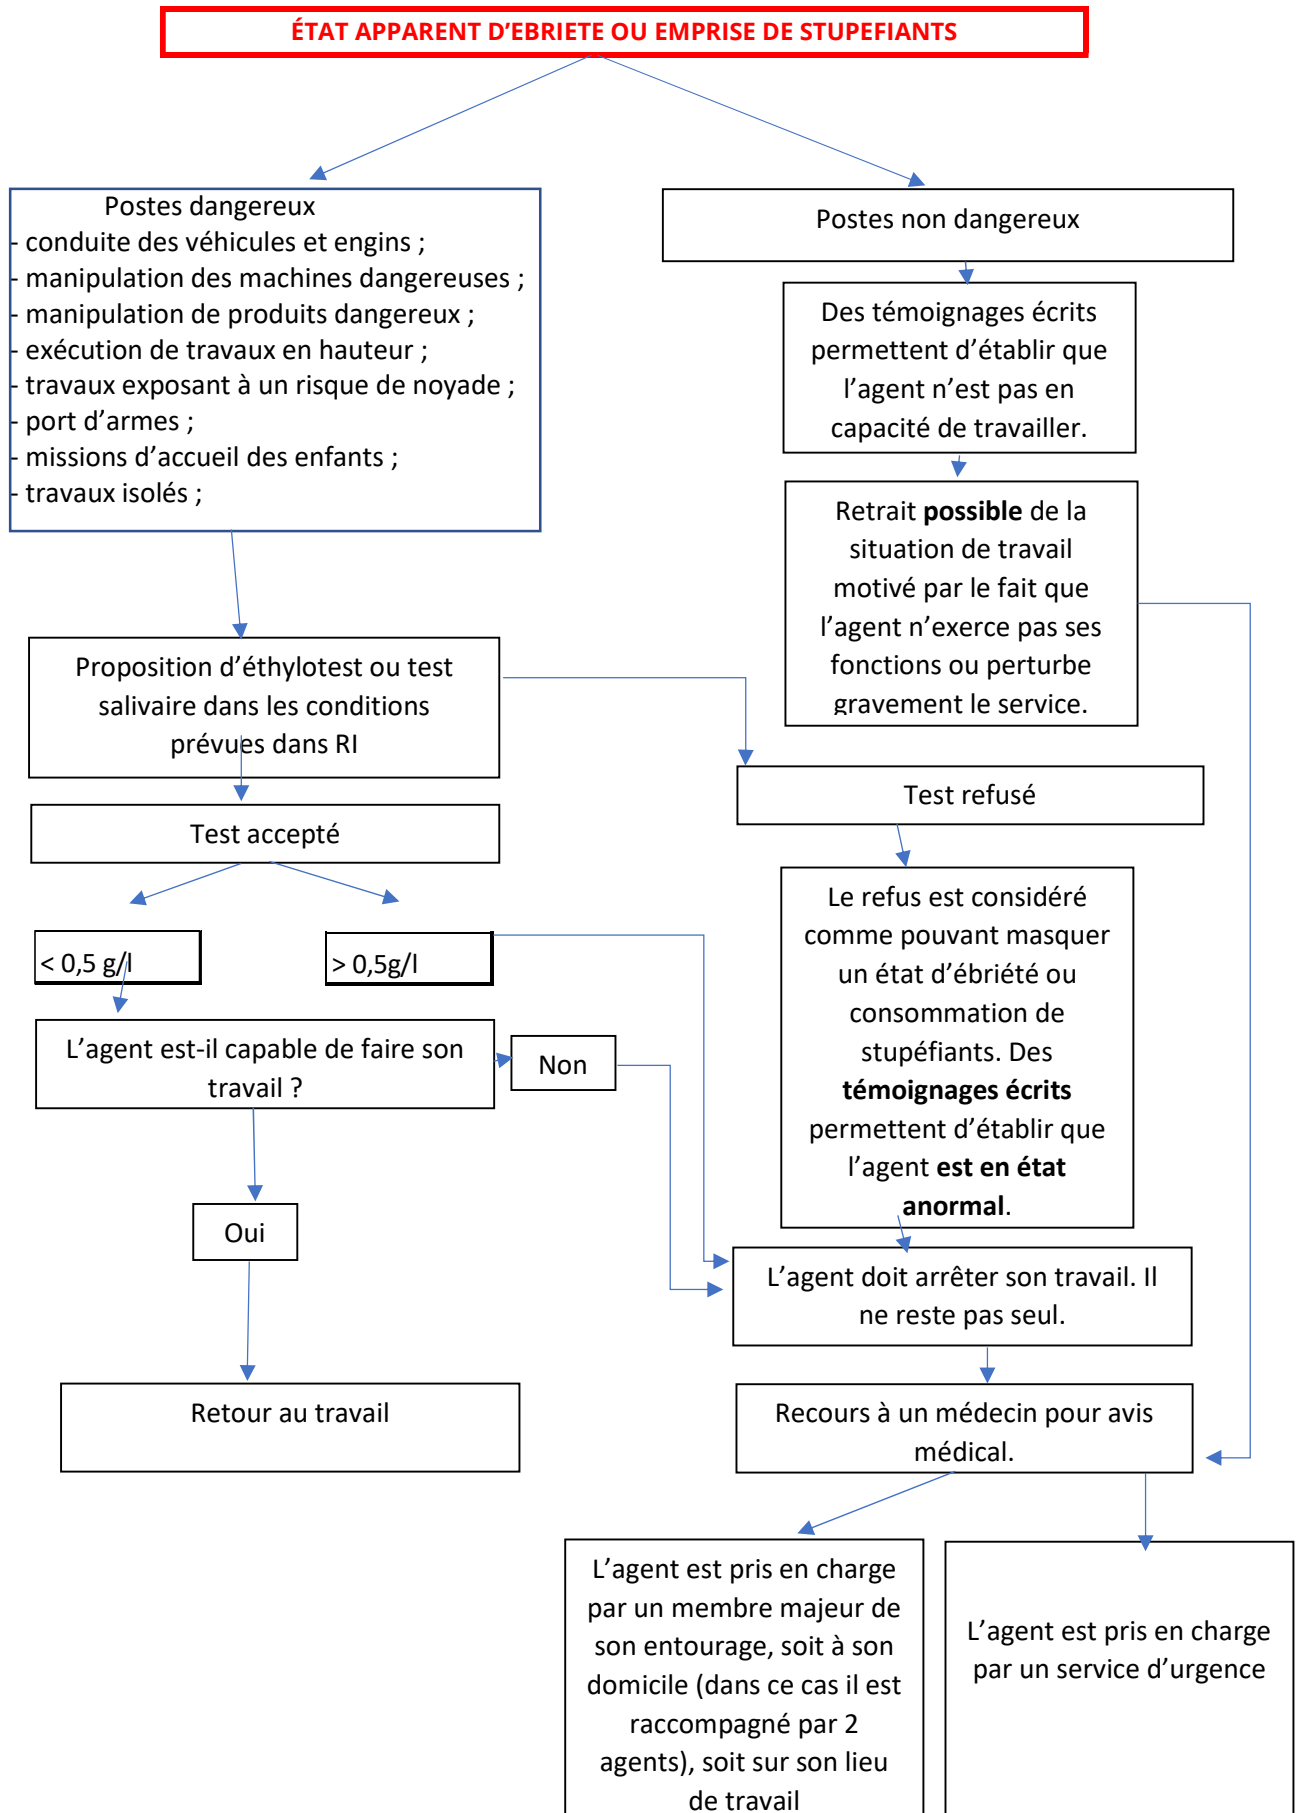 ÉTAT APPARENT D'EBRIETE OU EMPRISE DE STUPEFIANTS
Postes dangereux
- conduite des véhicules et engins ;
- manipulation des machines dangereuses ;
- manipulation de produits dangereux ;
- exécution de travaux en hauteur ;
- travaux exposant à un risque de noyade ;
- port d’armes ;
- missions d’accueil des enfants ;
- travaux isolés ;
Postes non dangereux
Des témoignages écrits
permettent d’établir que
l’agent n’est pas en
capacité de travailler.
Retrait possible de la
situation de travail
motivé par le fait que
l’agent n’exerce pas ses
fonctions ou perturbe
gravement le service.
Proposition d’éthylotest ou test
salivaire dans les conditions
prévues dans RI
Test accepté
< 0,5 g/l
> 0,5g/l
L’agent est-il capable de faire son
travail ?
Non
Oui
Retour au travail
Test refusé
Le refus est considéré
comme pouvant masquer
un état d’ébriété ou
consommation de
stupéfiants. Des
témoignages écrits
permettent d’établir que
l’agent est en état
anormal.
L’agent doit arrêter son travail. Il
ne reste pas seul.
Recours à un médecin pour avis
médical.
L’agent est pris en charge
par un membre majeur de
son entourage, soit à son
domicile (dans ce cas il est
raccompagné par 2
agents), soit sur son lieu
de travail
L’agent est pris en charge
par un service d’urgence